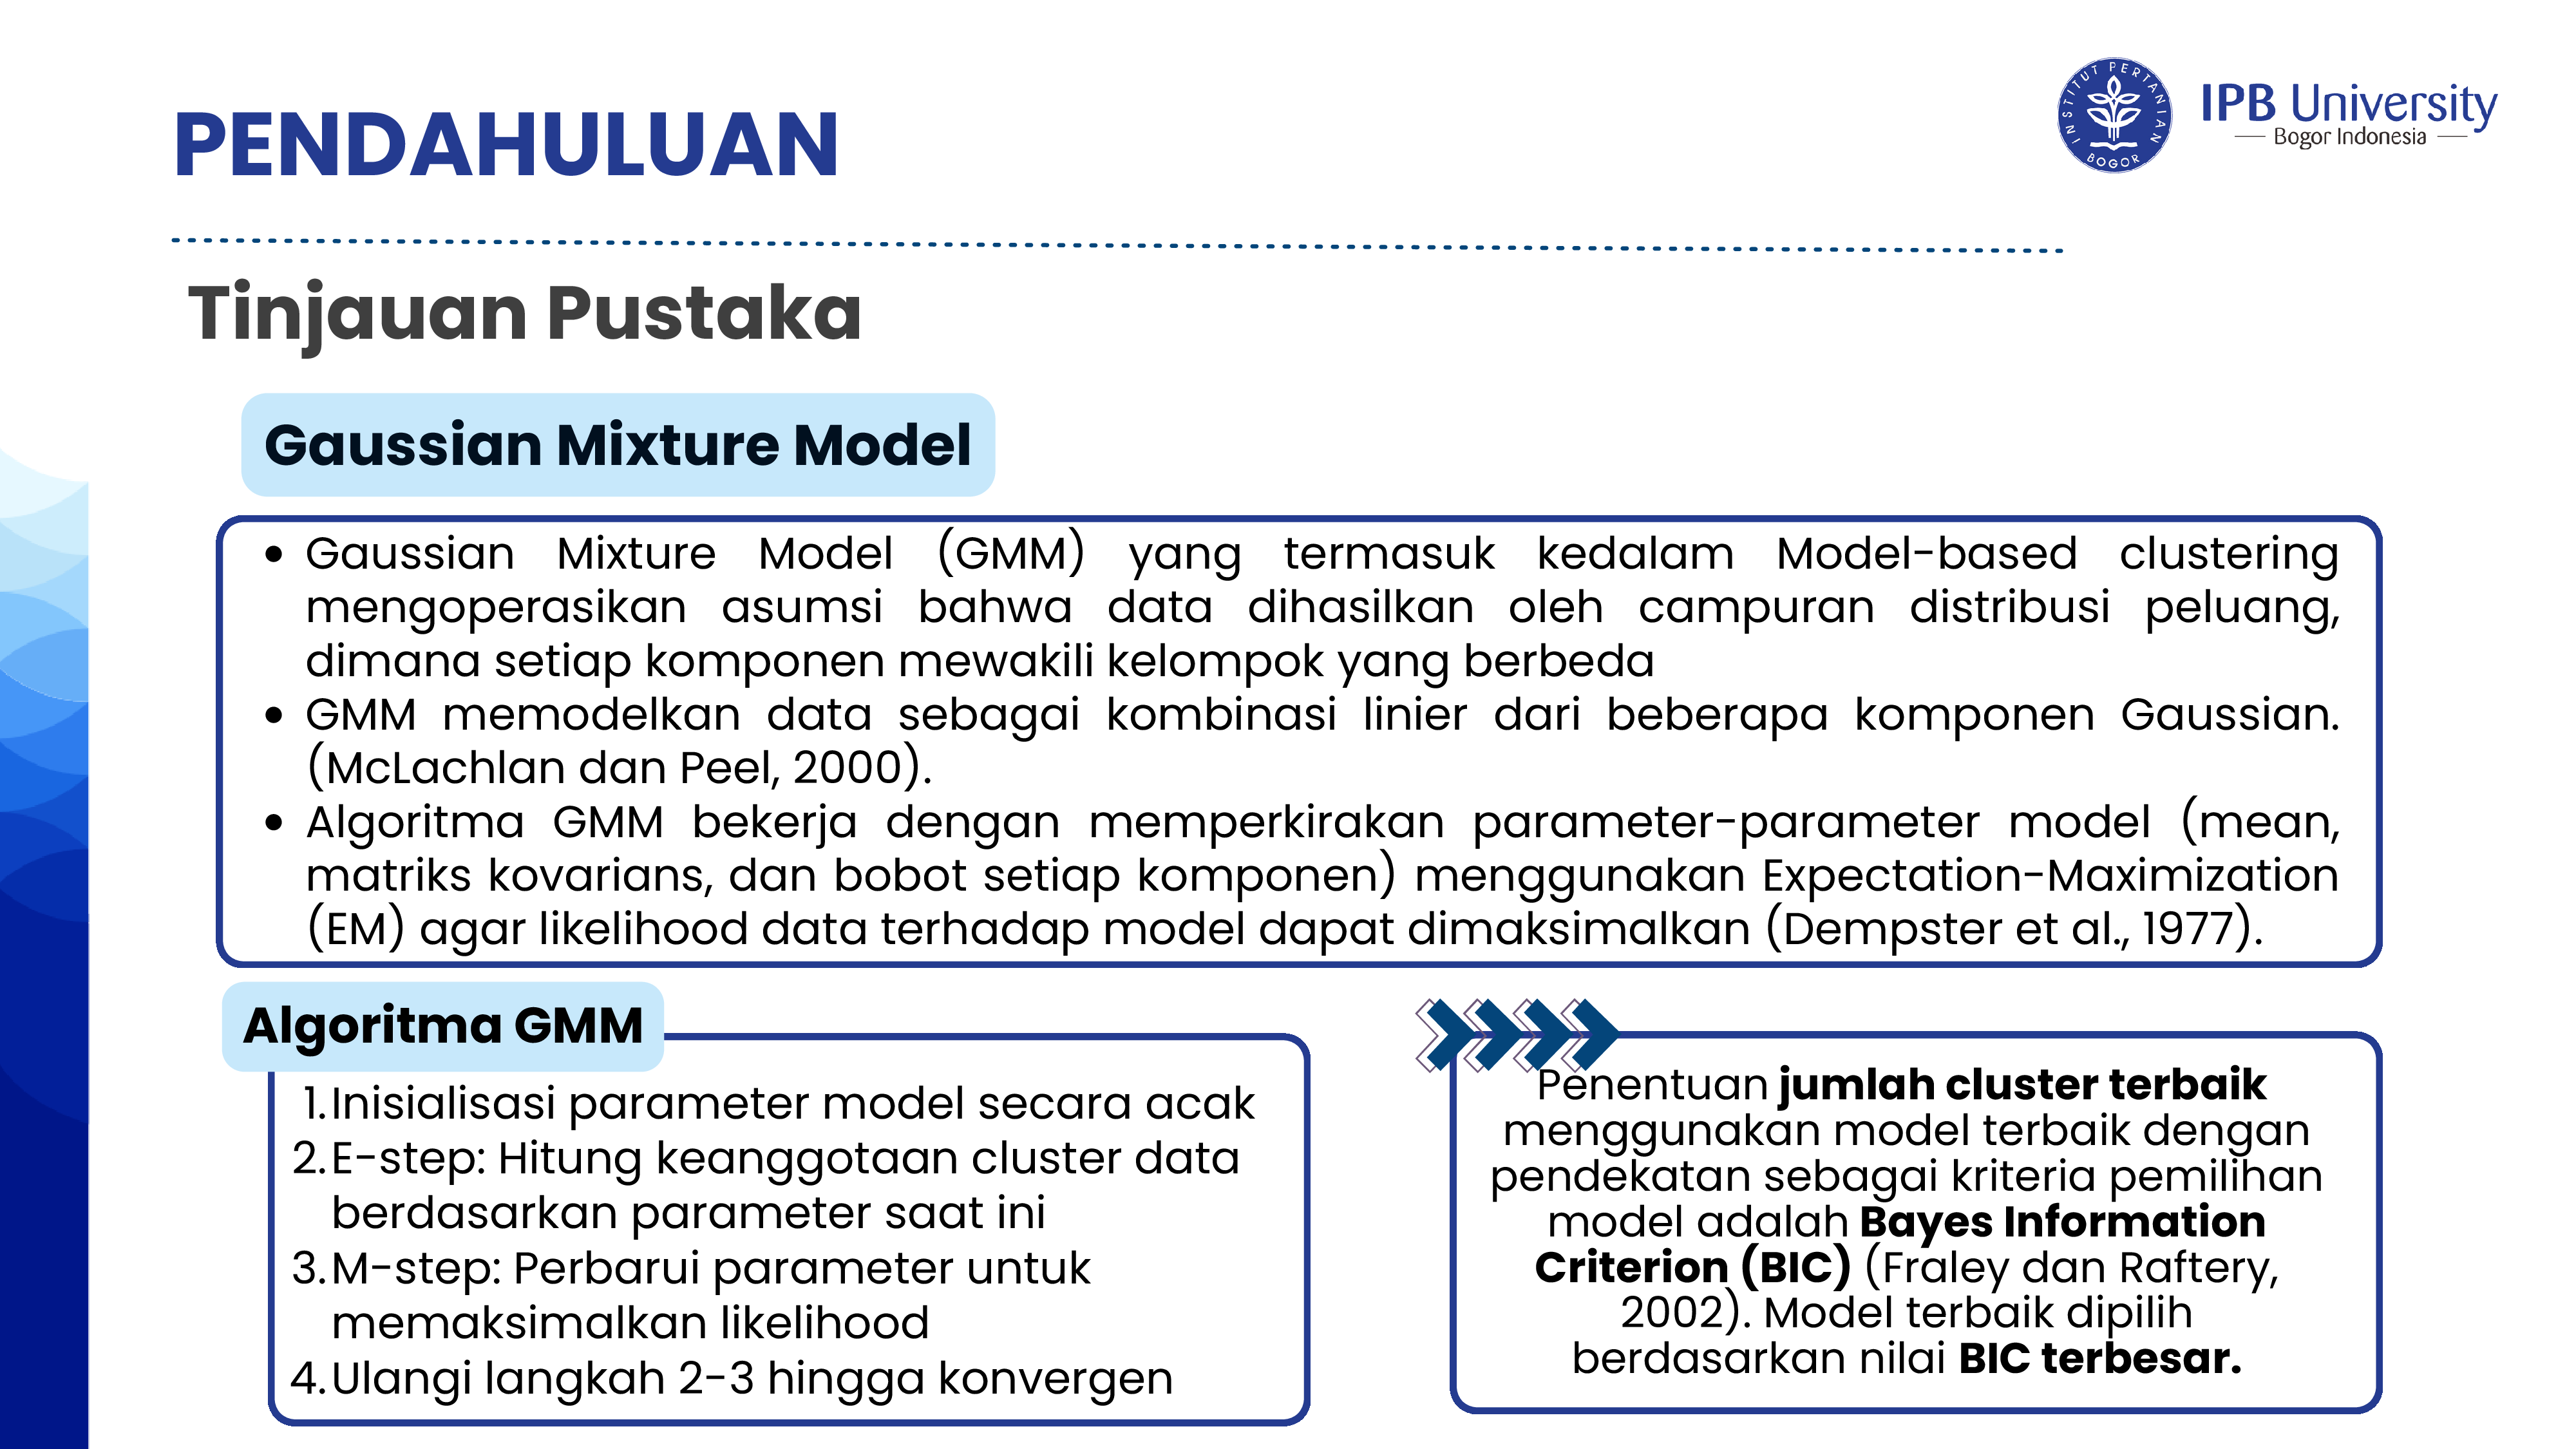 PENDAHULUAN
INSTITUT PERTANIAN
BOGOR
IPB University
Bogor Indonesia
Tinjauan Pustaka
Gaussian Mixture Model
• Gaussian Mixture Model (GMM) yang termasuk kedalam Model-based clustering
mengoperasikan asumsi bahwa data dihasilkan oleh campuran distribusi peluang,
dimana setiap komponen mewakili kelompok yang berbeda
• GMM memodelkan data sebagai kombinasi linier dari beberapa komponen Gaussian.
(McLachlan dan Peel, 2000).
• Algoritma GMM bekerja dengan memperkirakan parameter-parameter model (mean,
matriks kovarians, dan bobot setiap komponen) menggunakan Expectation-Maximization
(EM) agar likelihood data terhadap model dapat dimaksimalkan (Dempster et al., 1977).
Algoritma GMM
1. Inisialisasi parameter model secara acak
2. E-step: Hitung keanggotaan cluster data
berdasarkan parameter saat ini
3. M-step: Perbarui parameter untuk
memaksimalkan likelihood
4. Ulangi langkah 2-3 hingga konvergen
Penentuan jumlah cluster terbaik
menggunakan model terbaik dengan
pendekatan sebagai kriteria pemilihan
model adalah Bayes Information
Criterion (BIC) (Fraley dan Raftery,
2002). Model terbaik dipilih
berdasarkan nilai BIC terbesar.